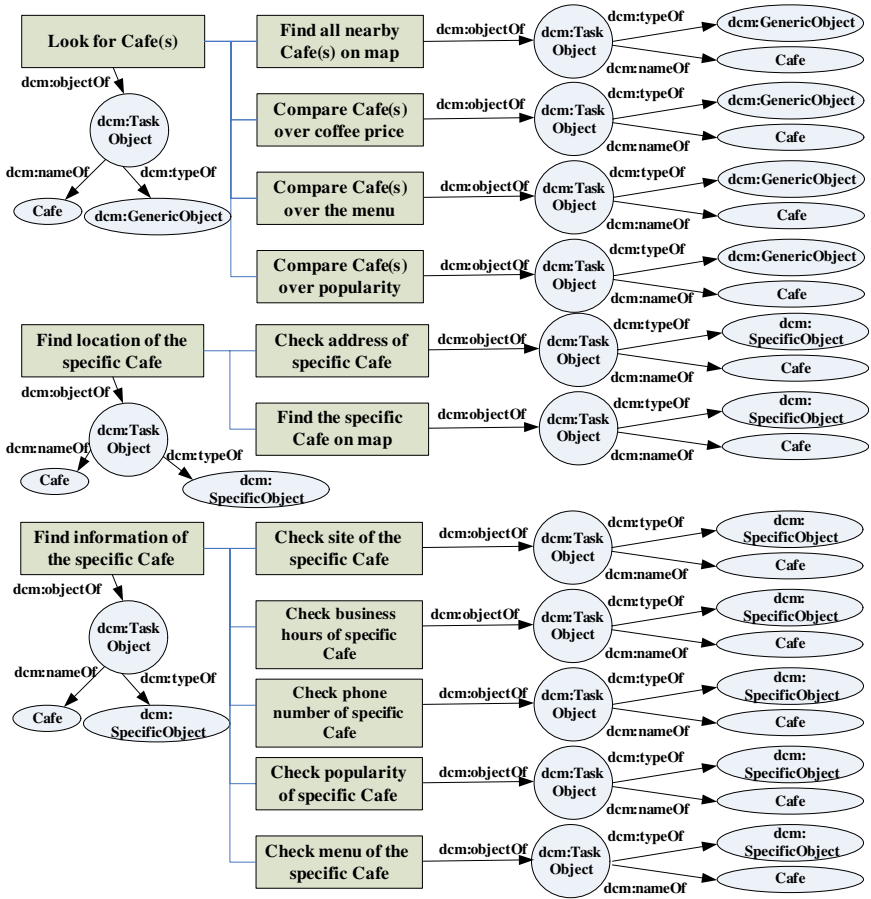 Look for Cafe(s)
dcm:objectOf
dcm:Task
Object
dcm:nameOf
dcm:typeOf
Cafe
dcm:GenericObject
Find all nearby
Cafe(s) on map
dcm:objectOf
dcm:Task
Object
dcm:typeOf
dcm:GenericObject
dcm:nameOf
Cafe
Compare Cafe(s)
over coffee price
dcm:objectOf
dcm:Task
Object
dcm:typeOf
dcm:GenericObject
dcm:nameOf
Cafe
Compare Cafe(s)
over the menu
dcm:objectOf
dcm:Task
Object
dcm:typeOf
dcm:GenericObject
dcm:nameOf
Cafe
Compare Cafe(s)
over popularity
dcm:objectOf
dcm:Task
Object
dcm:typeOf
dcm:GenericObject
dcm:nameOf
Cafe
Find location of the
specific Cafe
dcm:objectOf
dcm:Task
Object
dcm:nameOf
dcm:typeOf
Cafe
dcm:
SpecificObject
Check address of
specific Cafe
dcm:objectOf
dcm:Task
Object
dcm:typeOf
dcm:
SpecificObject
dcm:nameOf
Cafe
Find the specific
Cafe on map
dcm:objectOf
dcm:Task
Object
dcm:typeOf
dcm:
SpecificObject
dcm:nameOf
Cafe
Find information of
the specific Cafe
dcm:objectOf
dcm:Task
Object
dcm:nameOf
dcm:typeOf
Cafe
dcm:
SpecificObject
Check site of the
specific Cafe
dcm:objectOf
dcm:Task
Object
dcm:typeOf
dcm:
SpecificObject
dcm:nameOf
Cafe
Check business
hours of specific
Cafe
dcm:objectOf
dcm:Task
Object
dcm:typeOf
dcm:
SpecificObject
dcm:nameOf
Cafe
Check phone
number of specific
Cafe
dcm:objectOf
dcm:Task
Object
dcm:typeOf
dcm:
SpecificObject
dcm:nameOf
Cafe
Check popularity
of specific Cafe
dcm:objectOf
dcm:Task
Object
dcm:typeOf
dcm:
SpecificObject
dcm:nameOf
Cafe
Check menu of the
specific Cafe
dcm:objectOf
dcm:Task
Object
dcm:typeOf
dcm:
SpecificObject
dcm:nameOf
Cafe